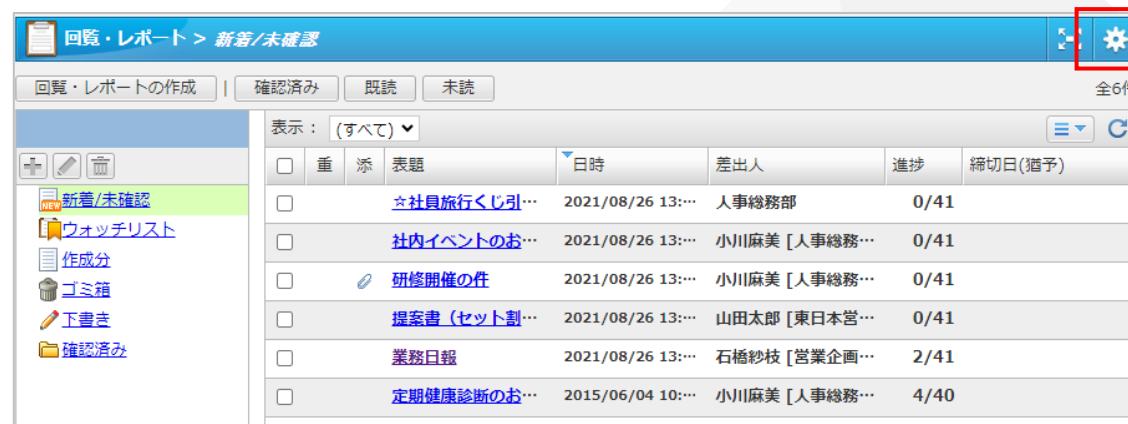 回覧・レポート > 新着/未確認
回覧・レポートの作成 | 確認済み 既読 未読 全6件
表示： (すべて)
重 添 表題 日時 差出人 進捗 締切日(猶予)
NEW 新着/未確認
ウォッチリスト
作成分
ゴミ箱
下書き
確認済み
☆社員旅行くじ引… 2021/08/26 13:… 人事総務部 0/41
社内イベントのお… 2021/08/26 13:… 小川麻美 [人事総務… 0/41
研修開催の件 2021/08/26 13:… 小川麻美 [人事総務… 0/41
提案書（セット割… 2021/08/26 13:… 山田太郎 [東日本営… 0/41
業務日報 2021/08/26 13:… 石橋紗枝 [営業企画… 2/41
定期健康診断のお… 2015/06/04 10:… 小川麻美 [人事総務… 4/40